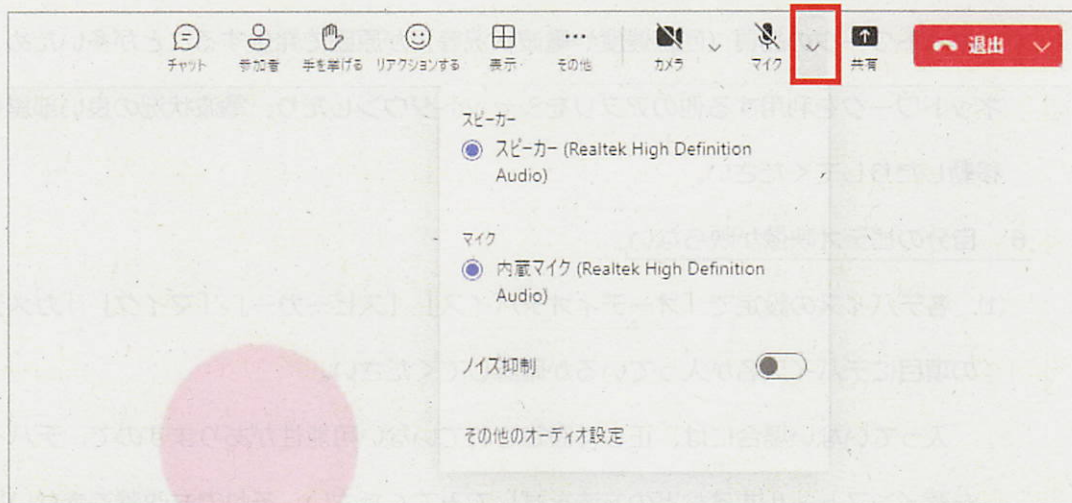 チャット
参加者
手を挙げる
リアクションする
表示
その他
カメラ
マイク
共有
退出
スピーカー
スピーカー (Realtek High Definition
Audio)
マイク
内蔵マイク (Realtek High Definition
Audio)
ノイズ抑制
その他のオーディオ設定